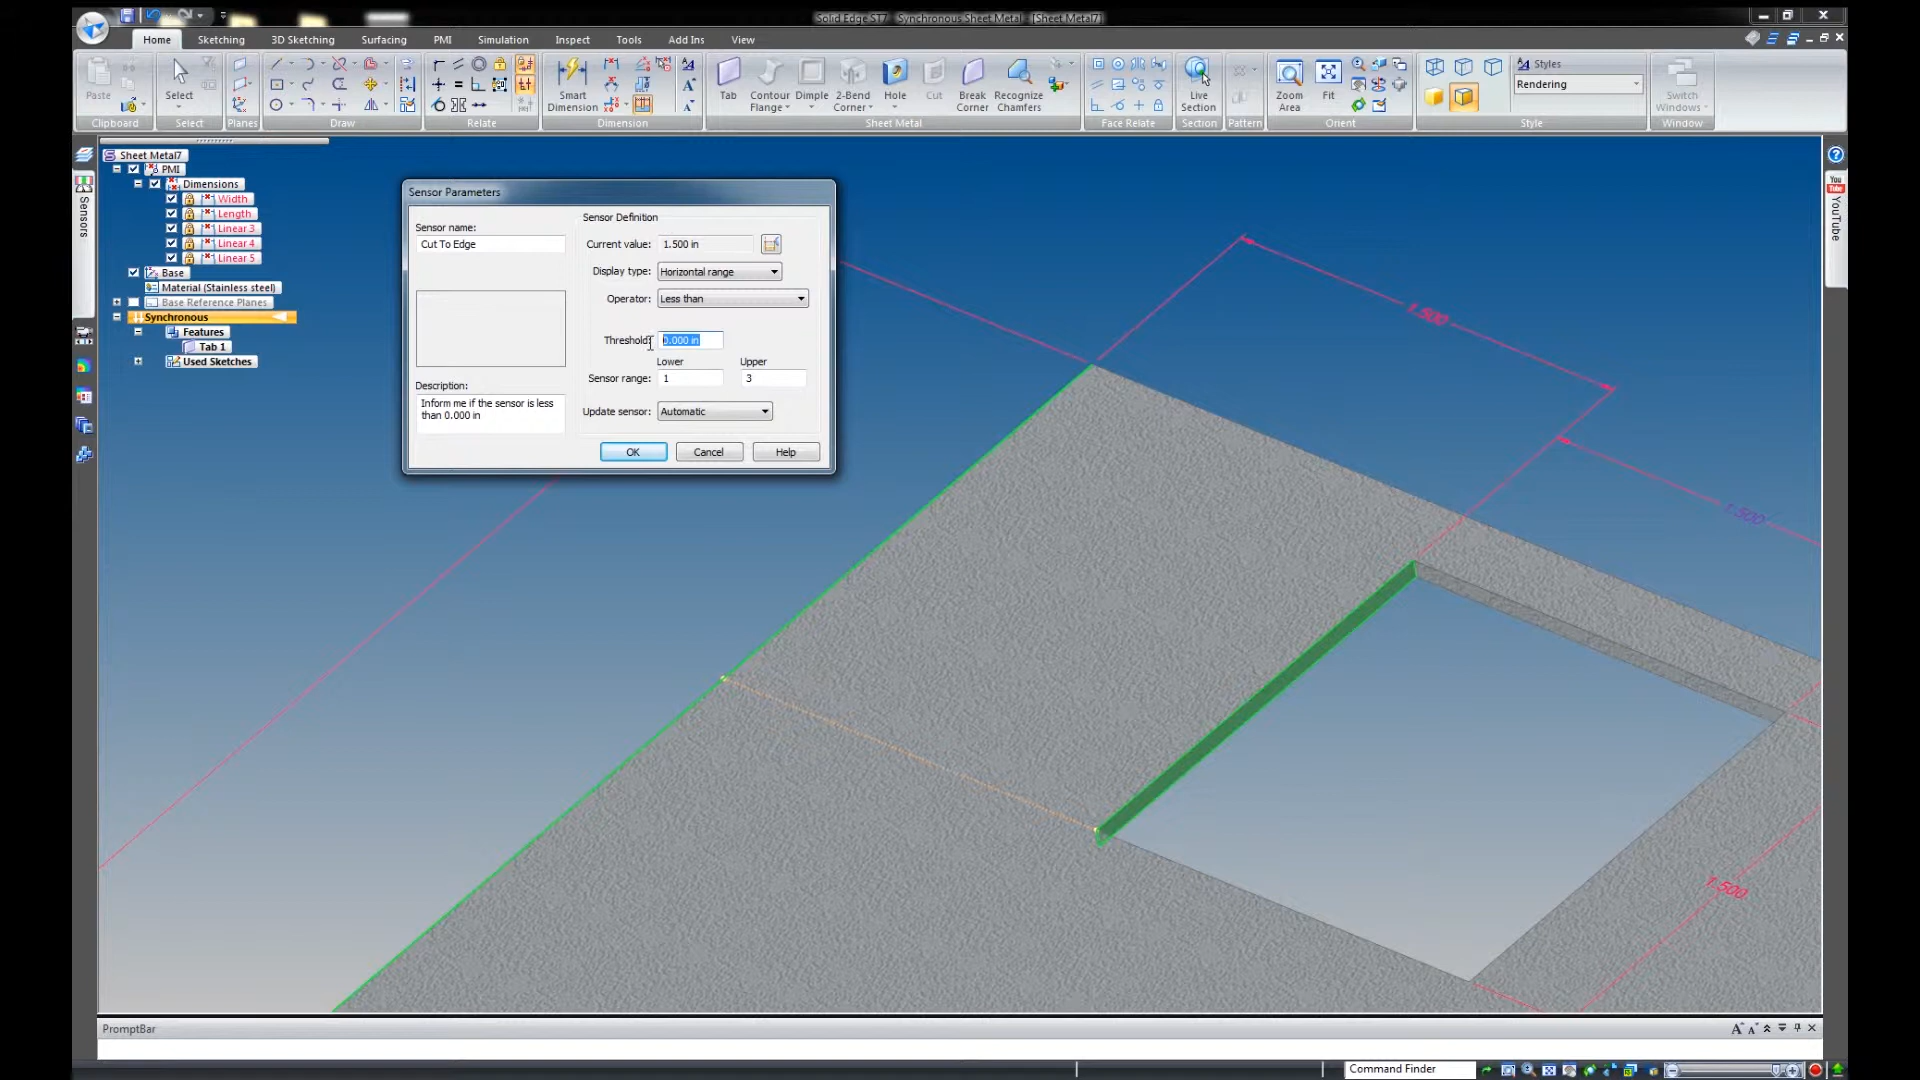 Solid Edge ST7 - Synchronous Sheet Metal - [Sheet Metal7]
Home
Sketching
3D Sketching
Surfacing
PMI
Simulation
Inspect
Tools
Add Ins
View
Paste
Select
Smart Dimension
Tab
Contour Flange
Dimple
2-Bend Corner
Hole
Cut
Break Corner
Recognize Chamfers
Live Section
Zoom Area
Fit
Styles
Rendering
Switch Windows
Clipboard
Select
Planes
Draw
Relate
Dimension
Sheet Metal
Face Relate
Section
Pattern
Orient
Style
Window
Sensors
YouTube
Sheet Metal7
PMI
Dimensions
Width
Length
Linear 3
Linear 4
Linear 5
Base
Material (Stainless steel)
Base Reference Planes
Synchronous
Features
Tab 1
Used Sketches
Sensor Parameters
Sensor name:
Cut To Edge
Description:
Inform me if the sensor is less
than 0.000 in
Sensor Definition
Current value: 1.500 in
Display type: Horizontal range
Operator: Less than
Threshold: 0.000 in
Lower Upper
Sensor range: 1 3
Update sensor: Automatic
OK
Cancel
Help
1.500
1.500
1.500
PromptBar
Command Finder